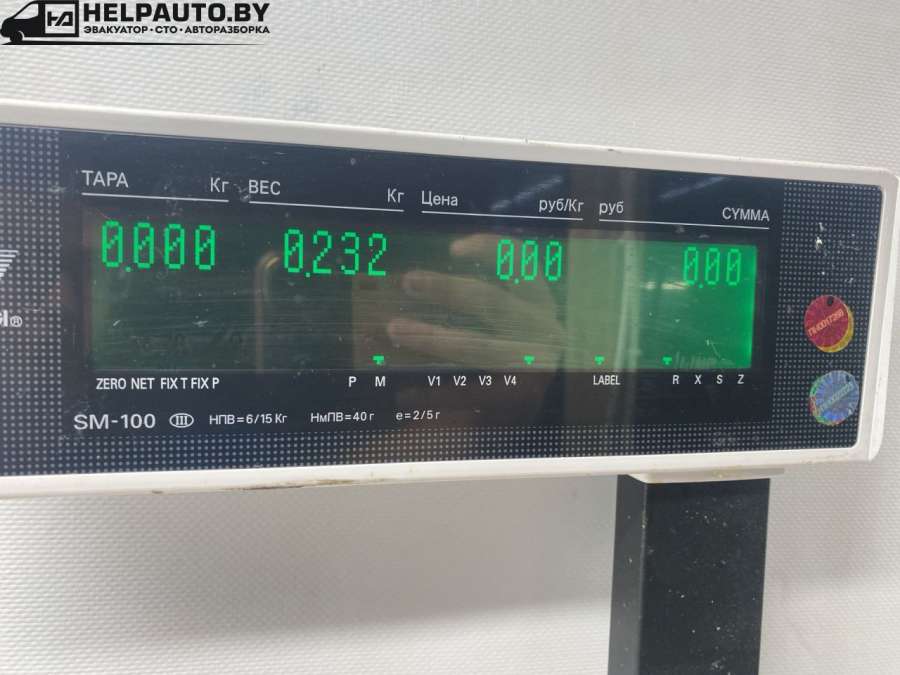 HELPAUTO.BY
ЭВАКУАТОР · СТО · АВТОРАЗБОРКА
ТАРА Кг ВЕС Кг Цена руб/Кг руб СУММА
0.000 0.232 0.00 0.00
ZERO NET FIX T FIX P P M V1 V2 V3 V4 LABEL R X S Z
SM-100 III НПВ=6/15 Кг НмПВ=40 г e=2/5 г